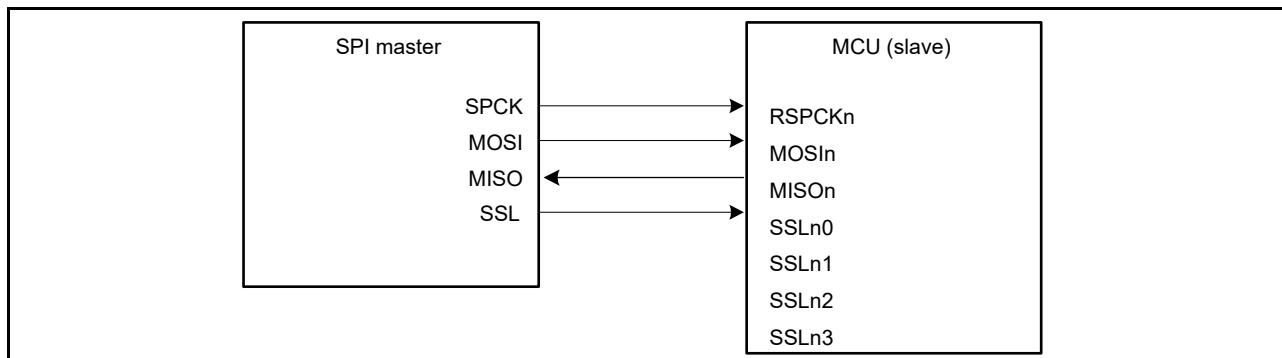 SPI master
SPCK
MOSI
MISO
SSL
MCU (slave)
RSPCKn
MOSIn
MISOn
SSLn0
SSLn1
SSLn2
SSLn3